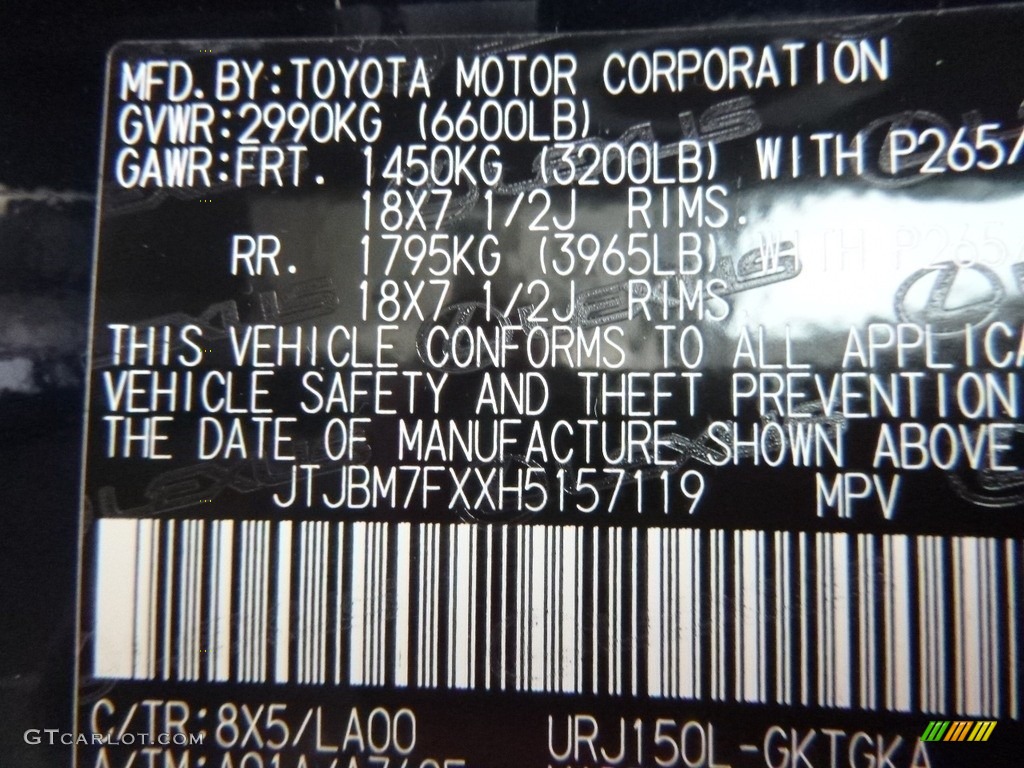 MFD.BY:TOYOTA MOTOR CORPORATION
GVWR:2990KG (6600LB)
GAWR:FRT. 1450KG (3200LB) WITH P265/
18X7 1/2J RIMS.
RR. 1795KG (3965LB) WITH P265
18X7 1/2J RIMS
THIS VEHICLE CONFORMS TO ALL APPLICA
VEHICLE SAFETY AND THEFT PREVENTION
THE DATE OF MANUFACTURE SHOWN ABOVE
JTJBM7FXXH5157119 MPV
C/TR:8X5/LA00 URJ150L-GKTGKA
GTCARLOT.COM